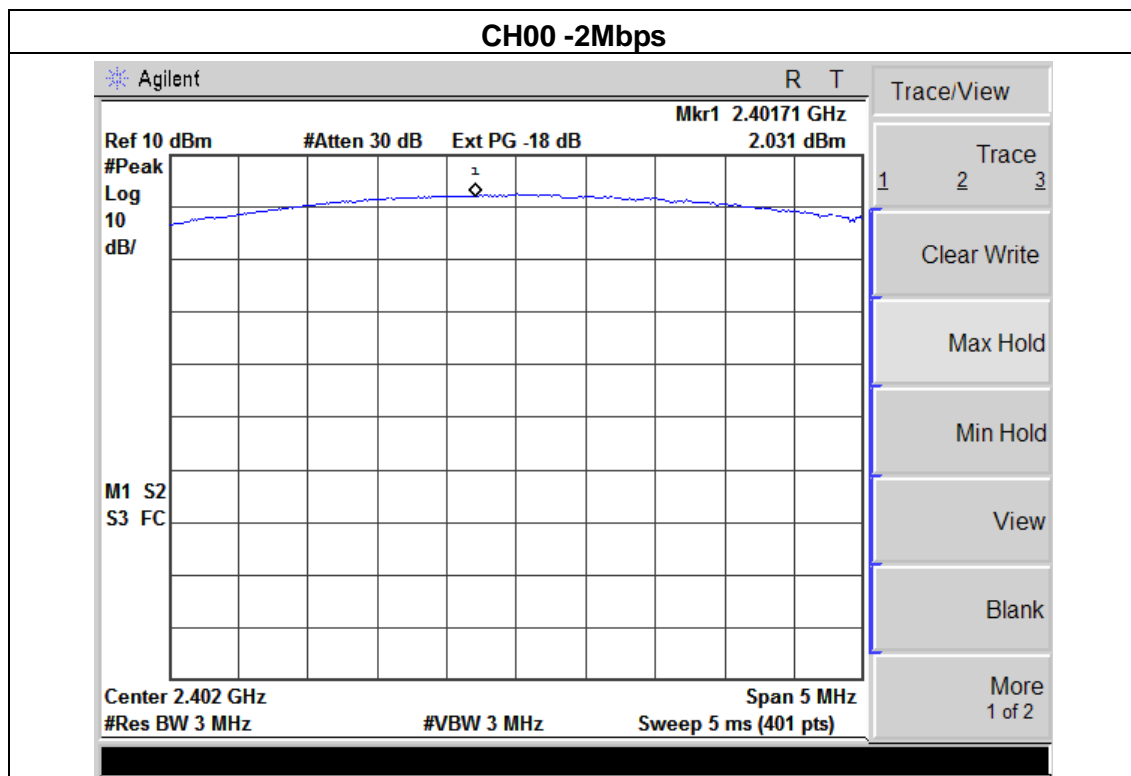 CH00 -2Mbps
Agilent R T
Mkr1 2.40171 GHz
Ref 10 dBm #Atten 30 dB Ext PG -18 dB 2.031 dBm
#Peak
Log
10
dB/
1
M1 S2
S3 FC
Center 2.402 GHz Span 5 MHz
#Res BW 3 MHz #VBW 3 MHz Sweep 5 ms (401 pts)
Trace/View
Trace
1 2 3
Clear Write
Max Hold
Min Hold
View
Blank
More
1 of 2